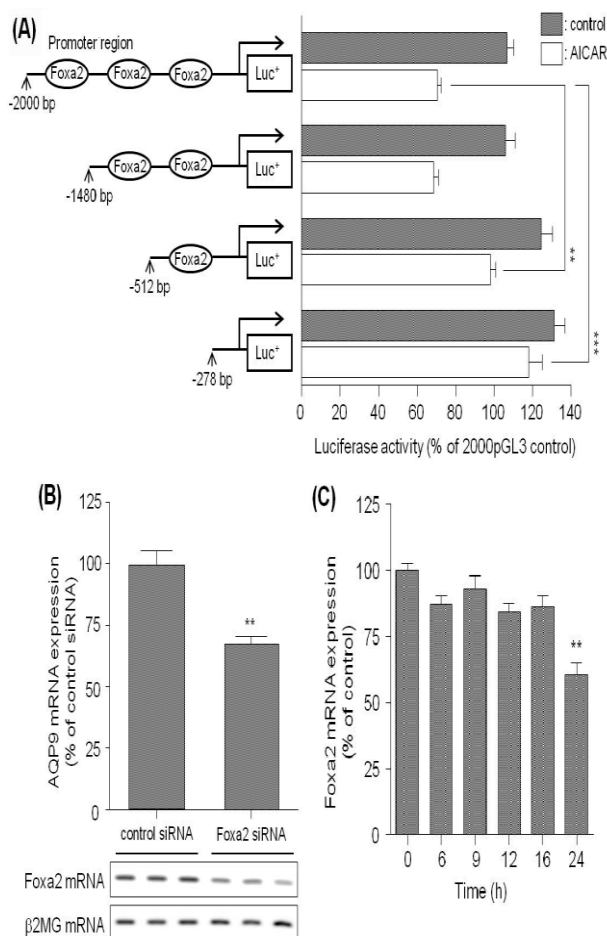 (A)
Promoter region
: control
: AICAR
Foxa2 Foxa2 Foxa2 Luc+
-2000 bp
Foxa2 Foxa2 Luc+
-1480 bp
Foxa2 Luc+
-512 bp
Luc+
-278 bp
**
***
0 20 40 60 80 100 120 140
Luciferase activity (% of 2000pGL3 control)
(B)
AQP9 mRNA expression
(% of control siRNA)
125
100
75
50
25
0
**
control siRNA Foxa2 siRNA
Foxa2 mRNA
β2MG mRNA
(C)
Foxa2 mRNA expression
(% of control)
125
100
75
50
25
0
**
0 6 9 12 16 24
Time (h)